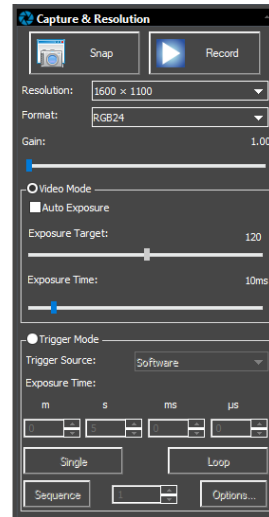 Capture & Resolution
Snap Record
Resolution: 1600 × 1100
Format: RGB24
Gain: 1.00
Video Mode
Auto Exposure
Exposure Target: 120
Exposure Time: 10ms
Trigger Mode
Trigger Source: Software
Exposure Time:
m s ms µs
0 5 0 0
Single Loop
Sequence 1 Options...